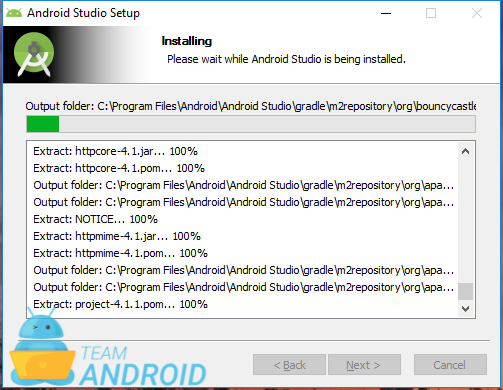 Android Studio Setup
Installing
Please wait while Android Studio is being installed.
Output folder: C:\Program Files\Android\Android Studio\gradle\m2repository\org\bouncycastle
Extract: httpcore-4.1.jar... 100%
Extract: httpcore-4.1.pom... 100%
Output folder: C:\Program Files\Android\Android Studio\gradle\m2repository\org\apa...
Output folder: C:\Program Files\Android\Android Studio\gradle\m2repository\org\apa...
Extract: NOTICE... 100%
Extract: httpmime-4.1.jar... 100%
Extract: httpmime-4.1.pom... 100%
Output folder: C:\Program Files\Android\Android Studio\gradle\m2repository\org\apa...
Output folder: C:\Program Files\Android\Android Studio\gradle\m2repository\org\apa...
Extract: project-4.1.1.pom... 100%
TEAM
ANDROID
< Back Next > Cancel